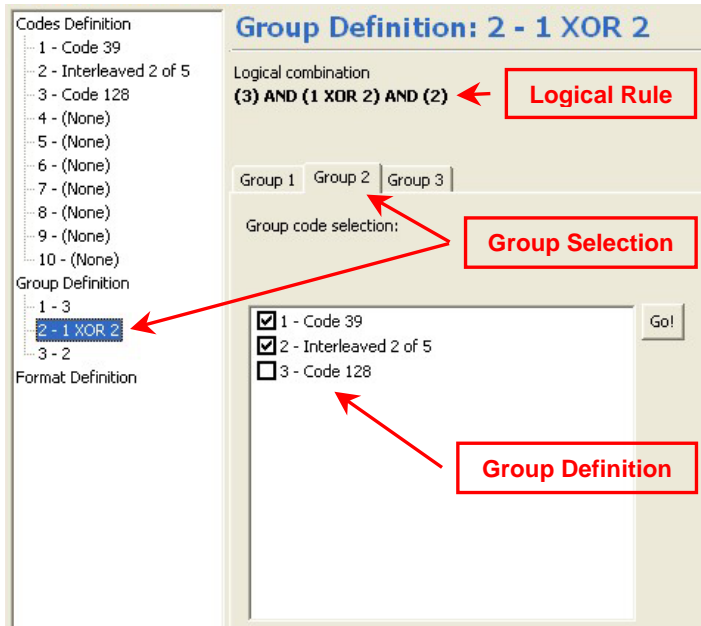 Codes Definition
1 - Code 39
2 - Interleaved 2 of 5
3 - Code 128
4 - (None)
5 - (None)
6 - (None)
7 - (None)
8 - (None)
9 - (None)
10 - (None)
Group Definition
1 - 3
2 - 1 XOR 2
3 - 2
Format Definition
Group Definition: 2 - 1 XOR 2
Logical combination
(3) AND (1 XOR 2) AND (2)
Logical Rule
Group 1 Group 2 Group 3
Group code selection:
Group Selection
1 - Code 39
2 - Interleaved 2 of 5
3 - Code 128
Go!
Group Definition